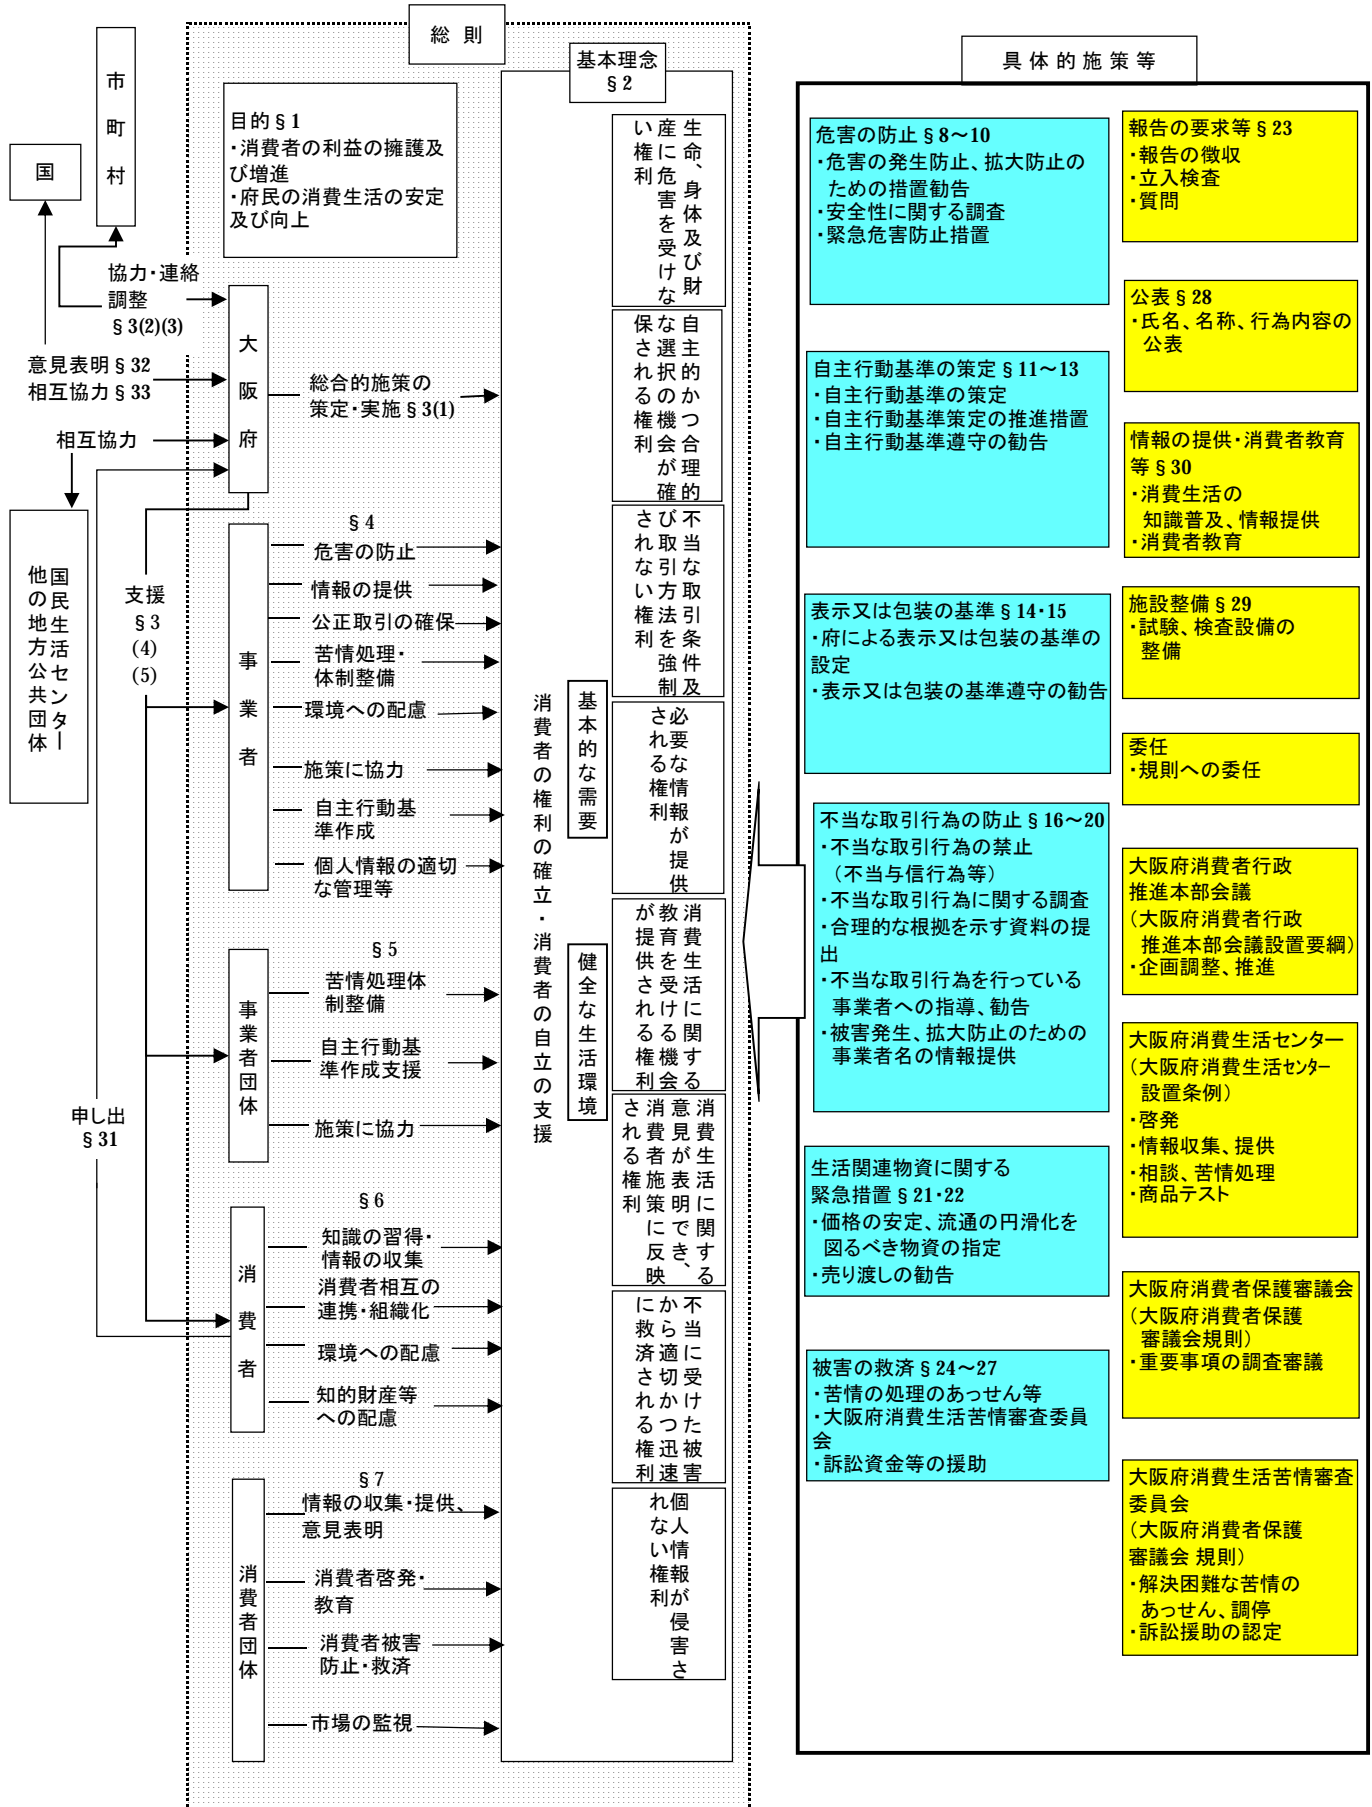 総 則
市町村
国
協力・連絡
調整
§3(2)(3)
意見表明§32
相互協力§33
相互協力
国民生活センター
他の地方公共団体
支援
§3
(4)
(5)
申し出
§31
目的§1
・消費者の利益の擁護及
び増進
・府民の消費生活の安定
及び向上
大阪府
総合的施策の
策定・実施§3(1)
事業者
§4
危害の防止
情報の提供
公正取引の確保
苦情処理・
体制整備
環境への配慮
施策に協力
自主行動基
準作成
個人情報の適切
な管理等
事業者団体
§5
苦情処理体
制整備
自主行動基
準作成支援
施策に協力
消費者
§6
知識の習得・
情報の収集
消費者相互の
連携・組織化
環境への配慮
知的財産等
への配慮
消費者団体
§7
情報の収集・提供、
意見表明
消費者啓発・
教育
消費者被害
防止・救済
市場の監視
基本理念
§2
消費者の権利の確立・消費者の自立の支援
基本的な需要
健全な生活環境
生命、身体及び財
産に危害を受けな
い権利
自主的かつ合理的
な選択の機会が確
保される権利
不当な取引条件及
び取引方法を強制
されない権利
必要な情報が提供
される権利
消費生活に関する
教育を受ける機会
が提供される権利
消費生活に関する
意見が表明でき、
消費者施策に反映
される権利
不当に受けた被害
から適切かつ迅速
に救済される権利
個人情報が侵害さ
れない権利
具体的施策等
危害の防止§8～10
・危害の発生防止、拡大防止の
ための措置勧告
・安全性に関する調査
・緊急危害防止措置
自主行動基準の策定§11～13
・自主行動基準の策定
・自主行動基準策定の推進措置
・自主行動基準遵守の勧告
表示又は包装の基準§14・15
・府による表示又は包装の基準の
設定
・表示又は包装の基準遵守の勧告
不当な取引行為の防止§16～20
・不当な取引行為の禁止
（不当与信行為等）
・不当な取引行為に関する調査
・合理的な根拠を示す資料の提
出
・不当な取引行為を行っている
事業者への指導、勧告
・被害発生、拡大防止のための
事業者名の情報提供
生活関連物資に関する
緊急措置§21・22
・価格の安定、流通の円滑化を
図るべき物資の指定
・売り渡しの勧告
被害の救済§24～27
・苦情の処理のあっせん等
・大阪府消費生活苦情審査委員
会
・訴訟資金等の援助
報告の要求等§23
・報告の徴収
・立入検査
・質問
公表§28
・氏名、名称、行為内容の
公表
情報の提供・消費者教育
等§30
・消費生活の
知識普及、情報提供
・消費者教育
施設整備§29
・試験、検査設備の
整備
委任
・規則への委任
大阪府消費者行政
推進本部会議
（大阪府消費者行政
推進本部会議設置要綱）
・企画調整、推進
大阪府消費生活センター
（大阪府消費生活センター
設置条例）
・啓発
・情報収集、提供
・相談、苦情処理
・商品テスト
大阪府消費者保護審議会
（大阪府消費者保護
審議会規則）
・重要事項の調査審議
大阪府消費生活苦情審査
委員会
（大阪府消費者保護
審議会 規則）
・解決困難な苦情の
あっせん、調停
・訴訟援助の認定